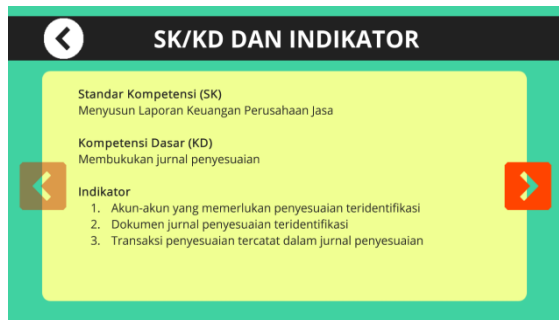 SK/KD DAN INDIKATOR
Standar Kompetensi (SK)
Menyusun Laporan Keuangan Perusahaan Jasa
Kompetensi Dasar (KD)
Membukukan jurnal penyesuaian
Indikator
1. Akun-akun yang memerlukan penyesuaian teridentifikasi
2. Dokumen jurnal penyesuaian teridentifikasi
3. Transaksi penyesuaian tercatat dalam jurnal penyesuaian